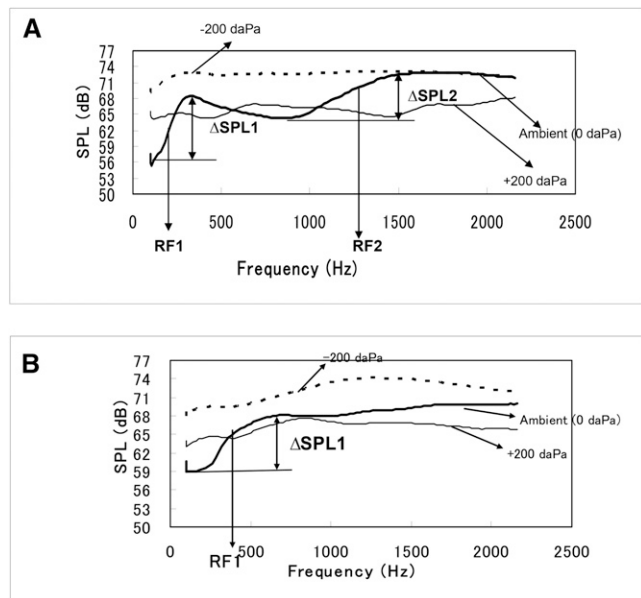 A
-200 daPa
77
74
71
68
65
62
59
56
53
50
SPL (dB)
ΔSPL1
ΔSPL2
Ambient (0 daPa)
+200 daPa
0
500
1000
1500
2000
2500
RF1
RF2
Frequency (Hz)
B
−200 daPa
77
74
71
68
65
62
59
56
53
50
SPL (dB)
ΔSPL1
Ambient (0 daPa)
+200 daPa
0
500
1000
1500
2000
2500
RF1
Frequency (Hz)